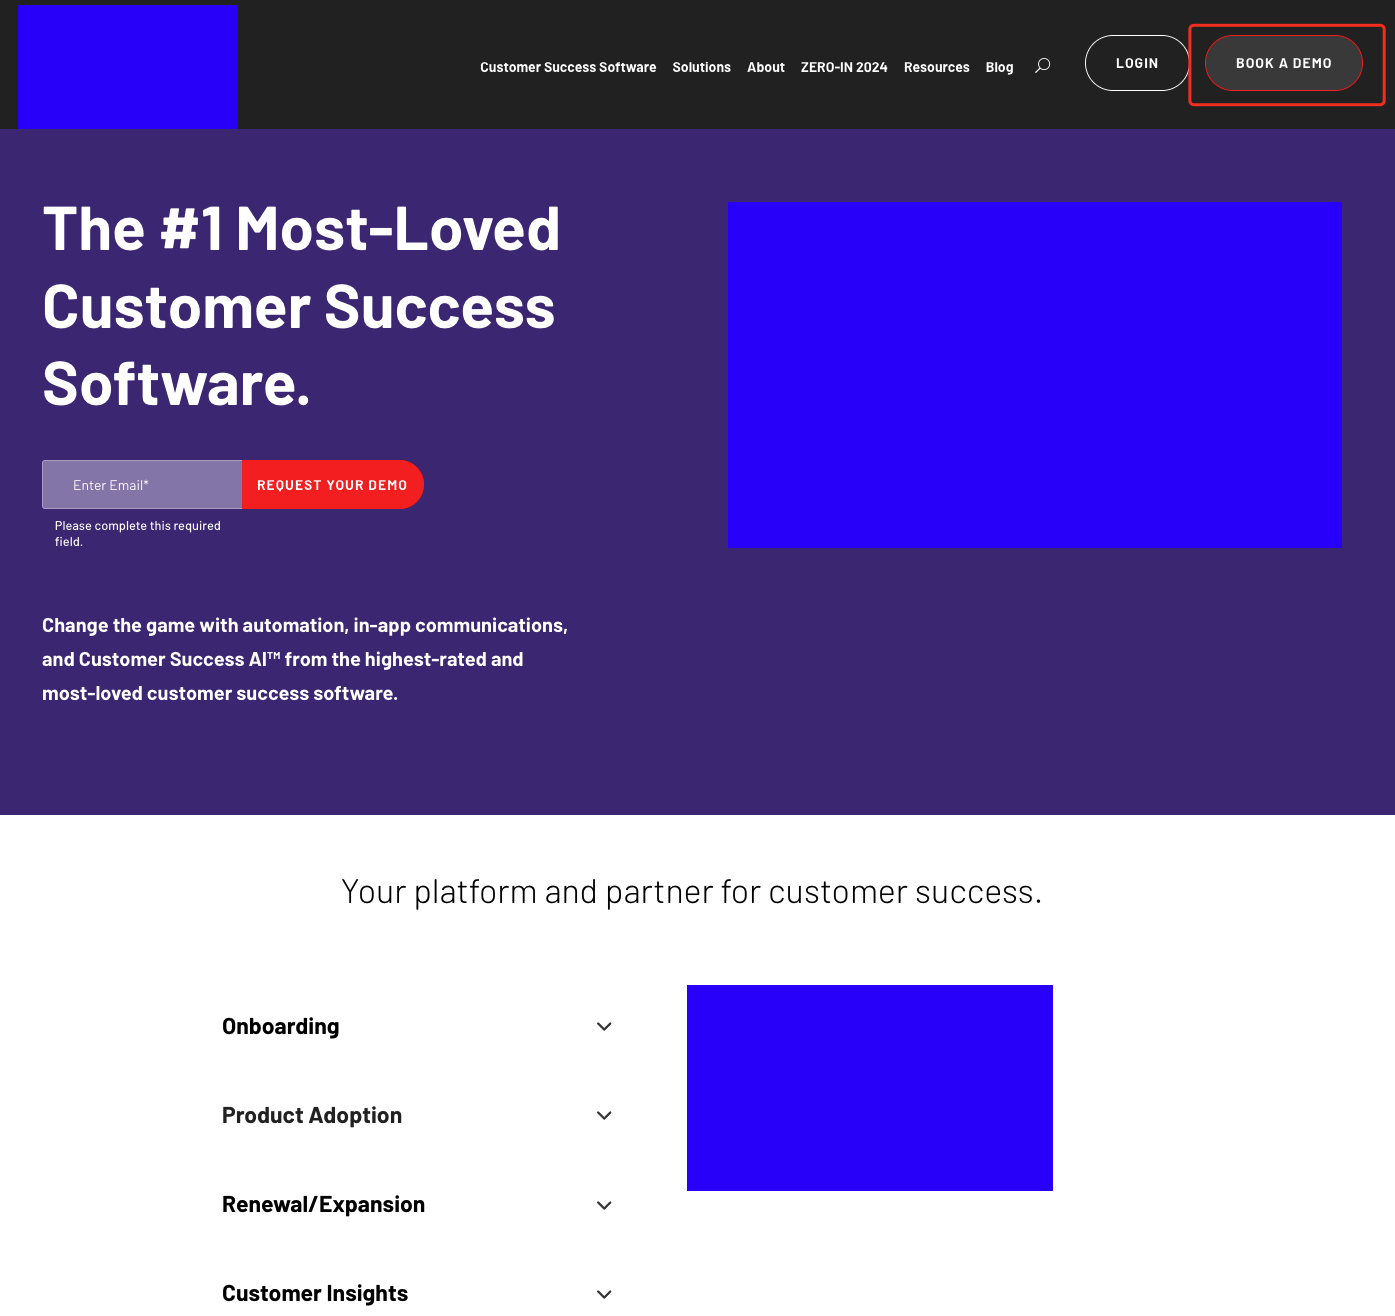 Customer Success Software Solutions About ZERO-IN 2024 Resources Blog LOGIN BOOK A DEMO
The #1 Most-Loved
Customer Success
Software.
Enter Email* REQUEST YOUR DEMO
Please complete this required
field.
Change the game with automation, in-app communications,
and Customer Success AI™ from the highest-rated and
most-loved customer success software.
Your platform and partner for customer success.
Onboarding
Product Adoption
Renewal/Expansion
Customer Insights